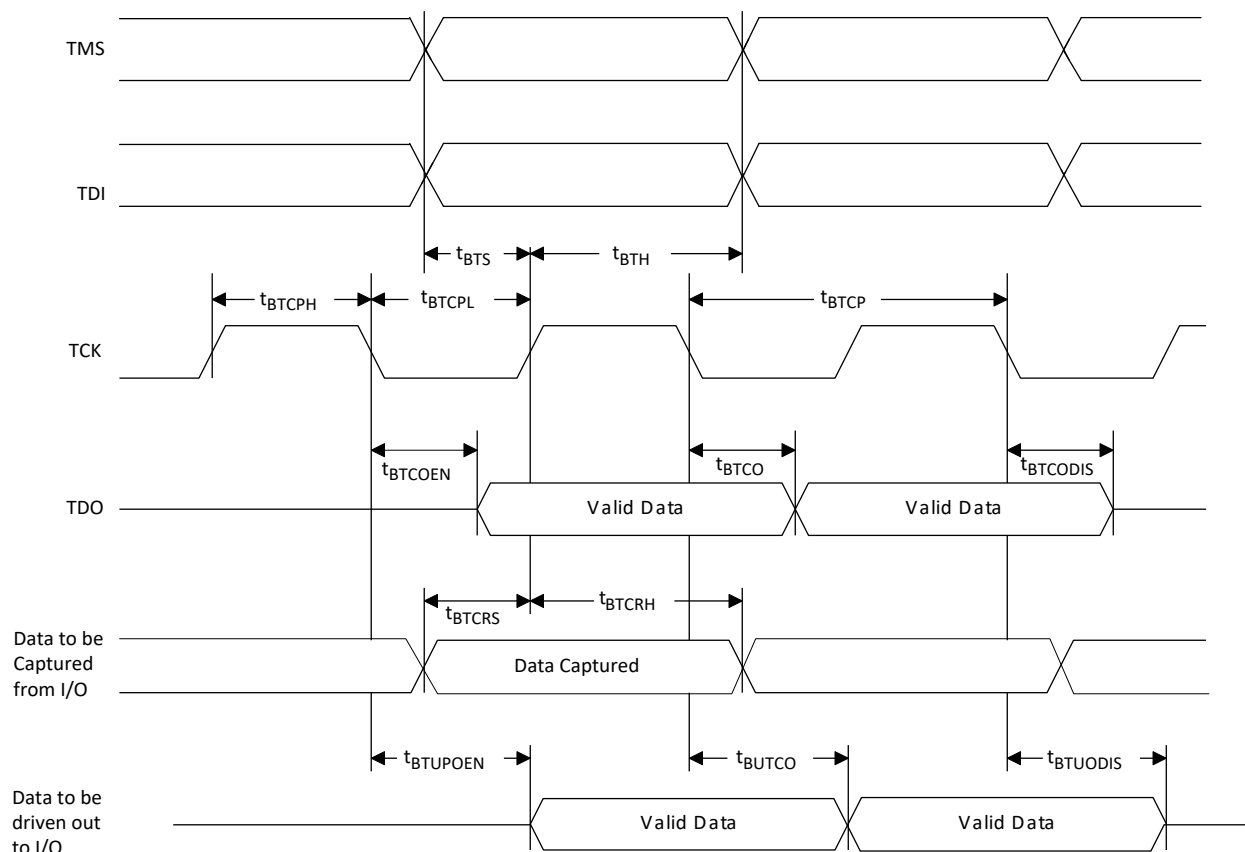 TMS
TDI
tBTS
tBTH
tBTCPH
tBTCPL
tBTCP
TCK
tBTCOEN
tBTCO
tBTCODIS
TDO
Valid Data
Valid Data
tBTCRS
tBTCRH
Data to be
Captured
from I/O
Data Captured
tBTUPOEN
tBUTCO
tBTUODIS
Data to be
driven out
to I/O
Valid Data
Valid Data